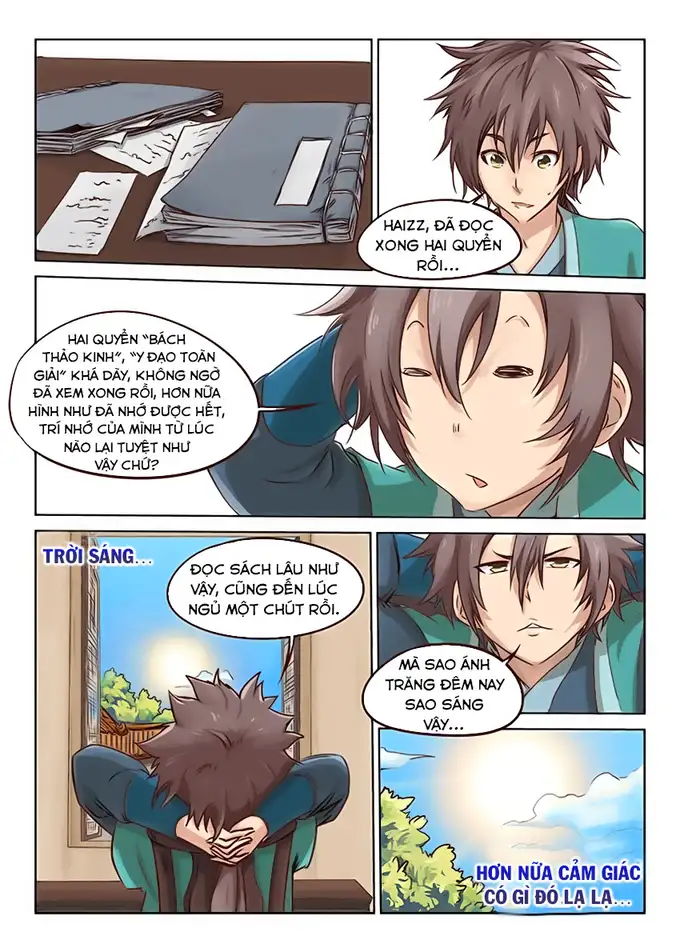 HAIZZ, ĐÃ ĐỌC
XONG HAI QUYỂN
RỒI...
HAI QUYỂN "BÁCH
THẢO KINH", "Y ĐẠO TOÀN
GIẢI" KHÁ DÀY, KHÔNG NGỜ
ĐÃ XEM XONG RỒI, HƠN NỮA
HÌNH NHƯ ĐÃ NHỚ ĐƯỢC HẾT,
TRÍ NHỚ CỦA MÌNH TỪ LÚC
NÀO LẠI TUYỆT NHƯ
VẬY CHỨ?
TRỜI SÁNG...
ĐỌC SÁCH LÂU NHƯ
VẬY, CŨNG ĐẾN LÚC
NGỦ MỘT CHÚT RỒI.
MÀ SAO ÁNH
TRĂNG ĐÊM NAY
SAO SÁNG
VẬY...
HƠN NỮA CẢM GIÁC
CÓ GÌ ĐÓ LẠ LẠ...